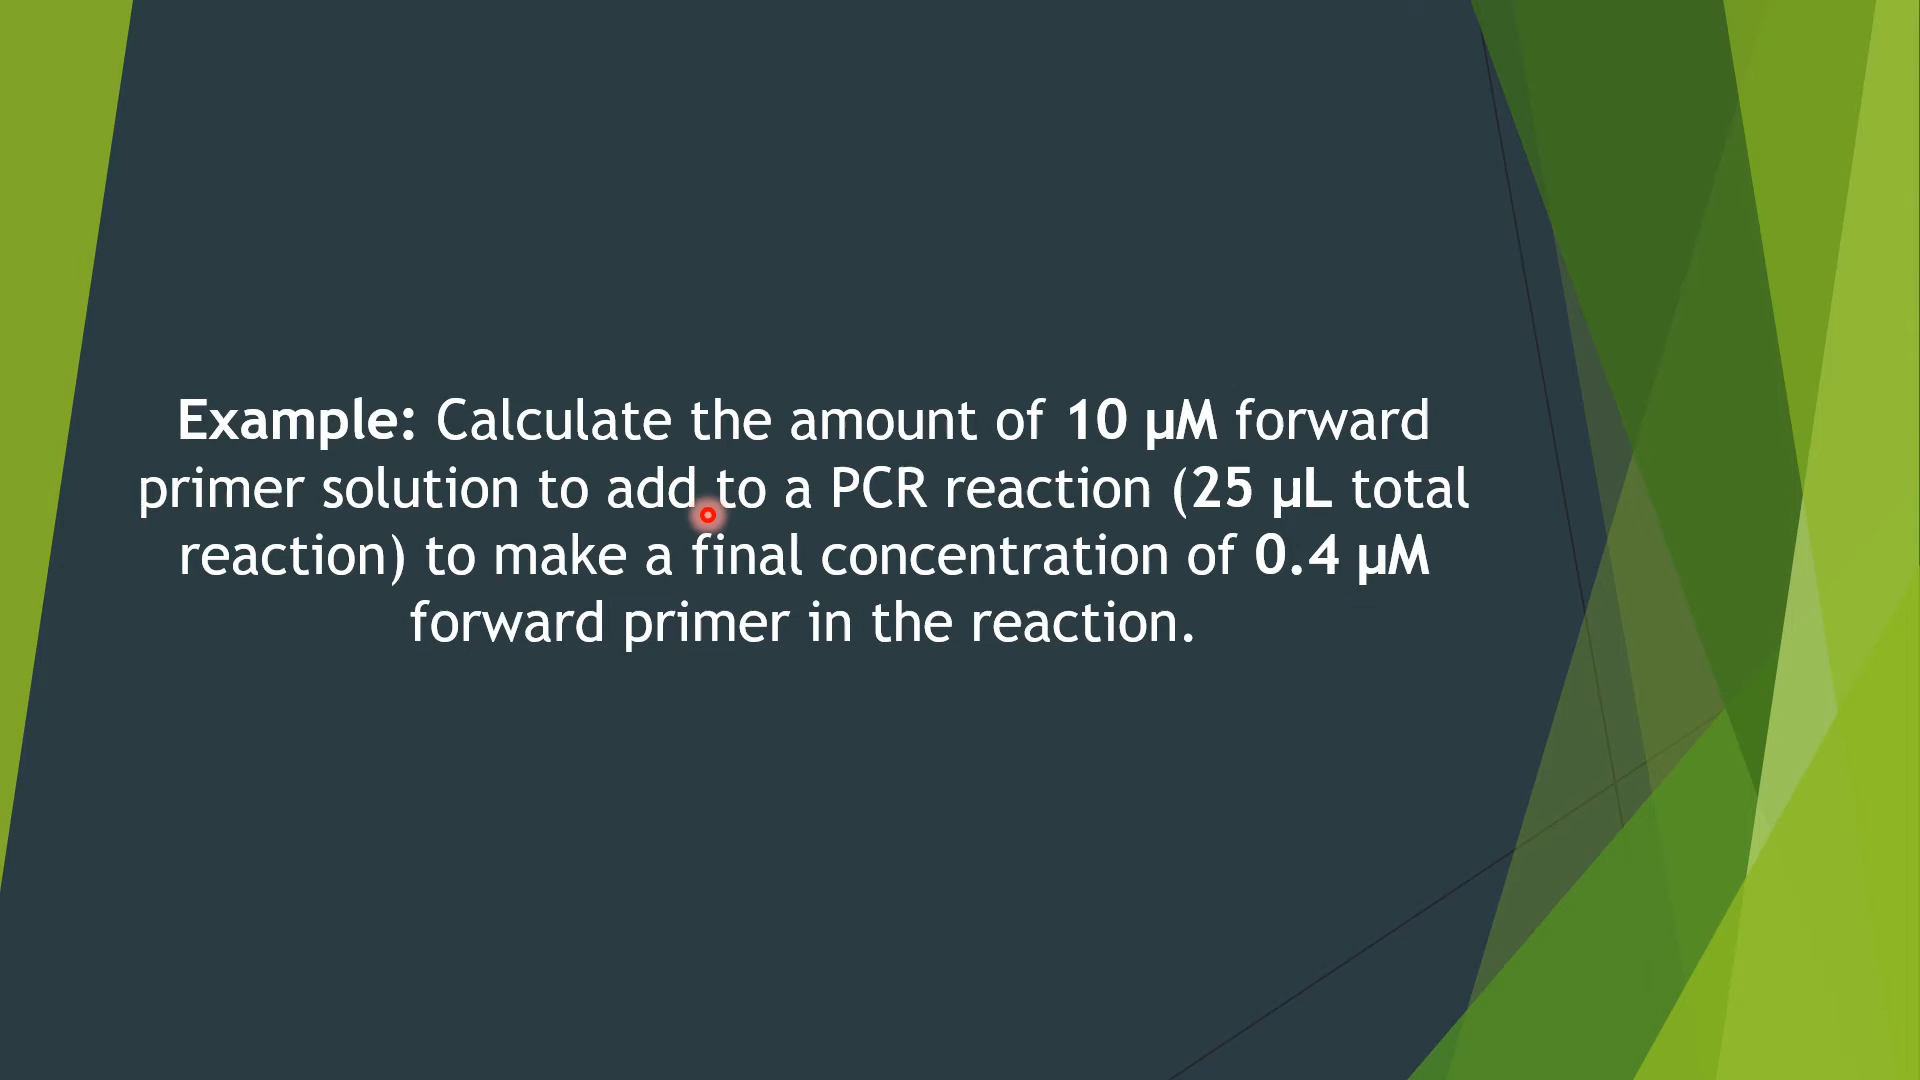 Example: Calculate the amount of 10 µM forward
primer solution to add to a PCR reaction (25 µL total
reaction) to make a final concentration of 0.4 µM
forward primer in the reaction.